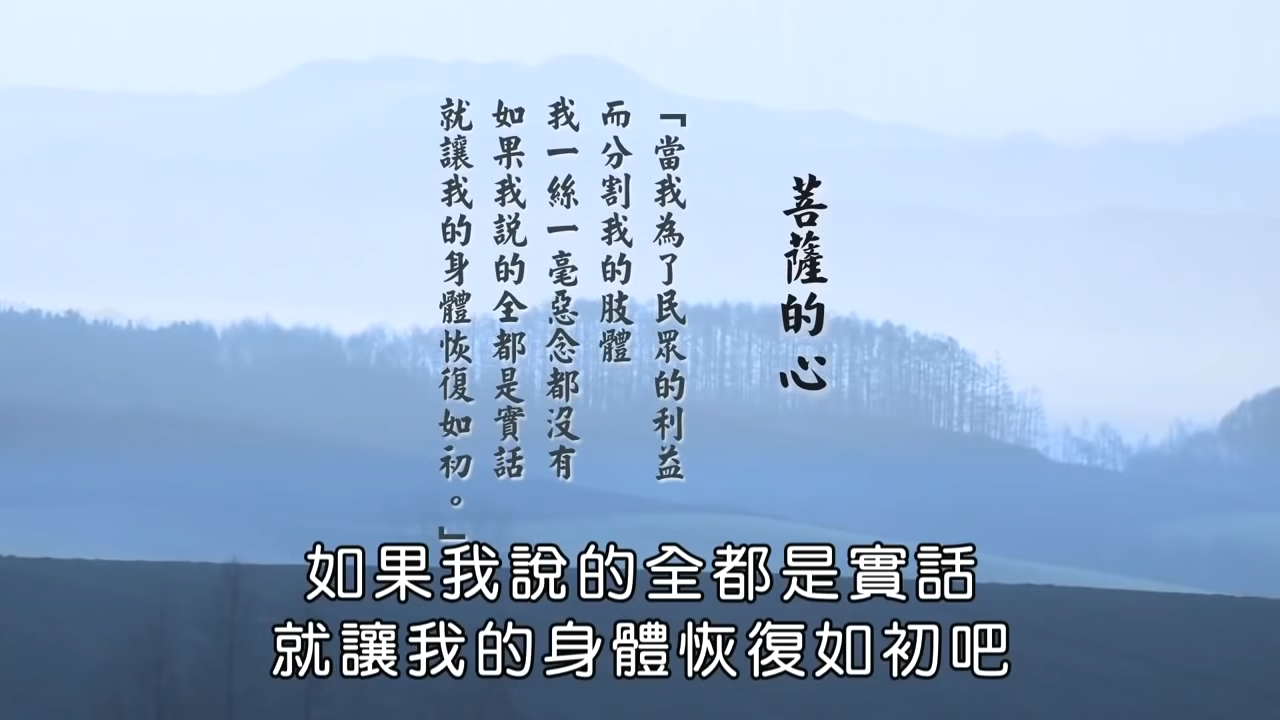 菩薩的心
「當我為了民眾的利益
而分割我的肢體
我一絲一毫惡念都沒有
如果我説的全都是實話
就讓我的身體恢復如初。」
如果我說的全都是實話
就讓我的身體恢復如初吧